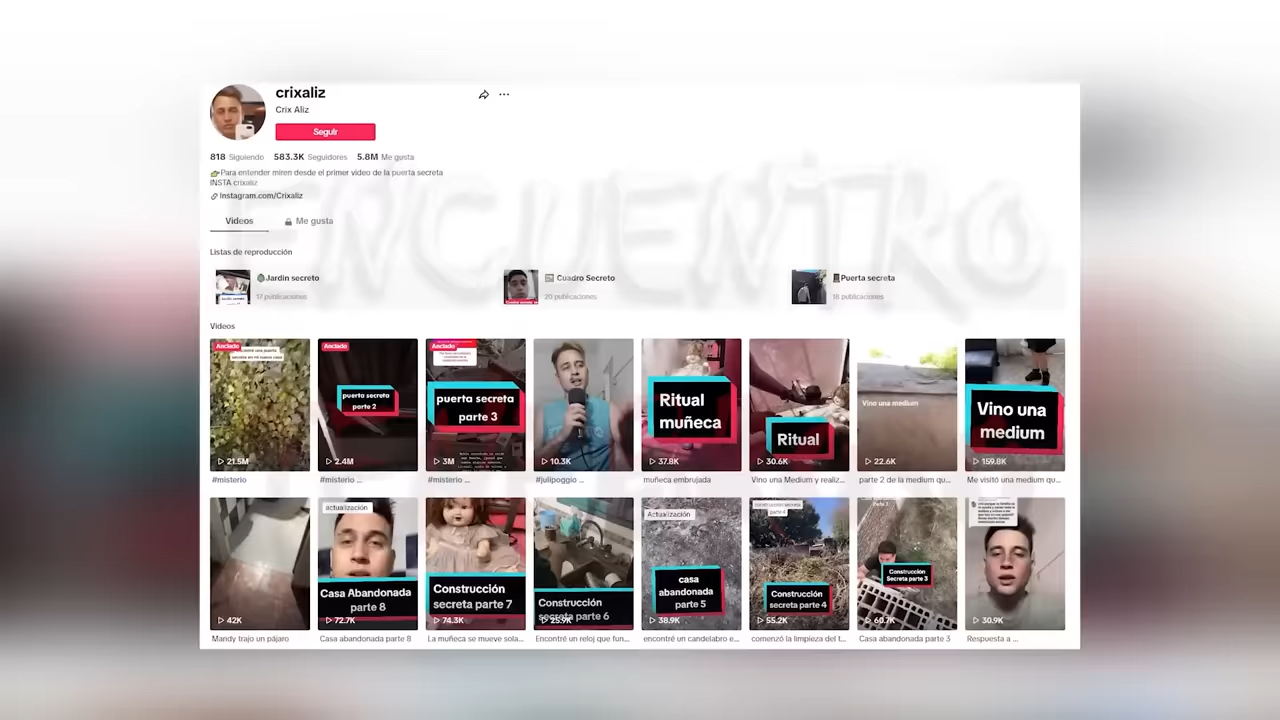 crixaliz
Crix Aliz
Seguir
818 Siguiendo 583.3K Seguidores 5.8M Me gusta
Para entender miren desde el primer video de la puerta secreta
INSTA crixaliz
Instagram.com/Crixaliz
Videos Me gusta
ENCUENTRO
Listas de reproducción
Jardin secreto
17 publicaciones
Cuadro Secreto
20 publicaciones
Puerta secreta
16 publicaciones
Videos
Anclado
21.5M
#misterio
Anclado
puerta secreta
parte 2
2.4M
#misterio ...
Anclado
puerta secreta
parte 3
3M
#misterio ...
10.3K
#julipoggio ...
Ritual
muñeca
37.8K
muñeca embrujada
Ritual
30.6K
Vino una Medium y realiz...
Vino una medium
22.6K
parte 2 de la medium qu...
Vino una
medium
159.8K
Me visitó una medium qu...
42K
Mandy trajo un pájaro
actualización
Casa Abandonada
parte 8
72.7K
Casa abandonada parte 8
Construcción
secreta parte 7
74.3K
La muñeca se mueve sola...
Construcción
secreta parte 6
Encontré un reloj que fun...
Actualización
casa
abandonada
parte 5
38.9K
encontré un candelabro e...
construcción secreta
parte 4
Construcción
secreta parte 4
55.2K
comenzó la limpieza del t...
Construcción
Secreta parte 3
60.7K
Casa abandonada parte 3
30.9K
Respuesta a ...